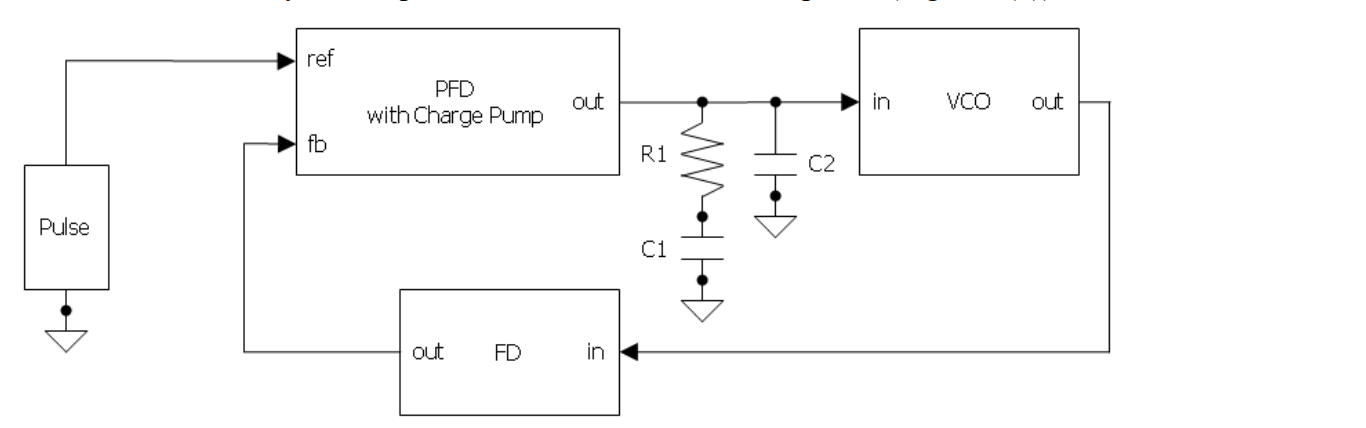 ref
PFD
with Charge Pump
out
in
VCO
out
fb
R1
C2
Pulse
C1
out
FD
in